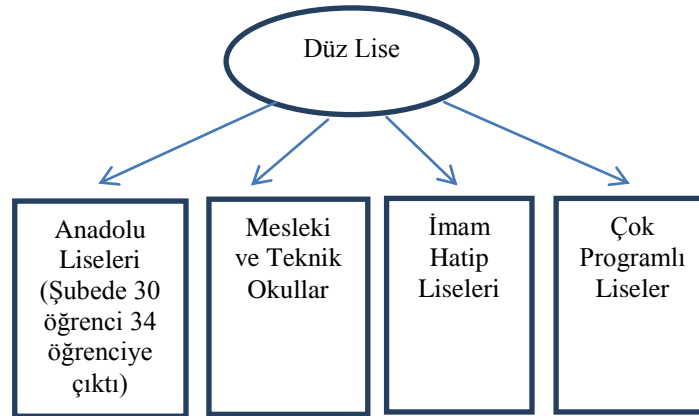 Düz Lise
Anadolu
Liseleri
(Şubede 30
öğrenci 34
öğrenciye
çıktı)
Mesleki
ve Teknik
Okullar
İmam
Hatip
Liseleri
Çok
Programlı
Liseler